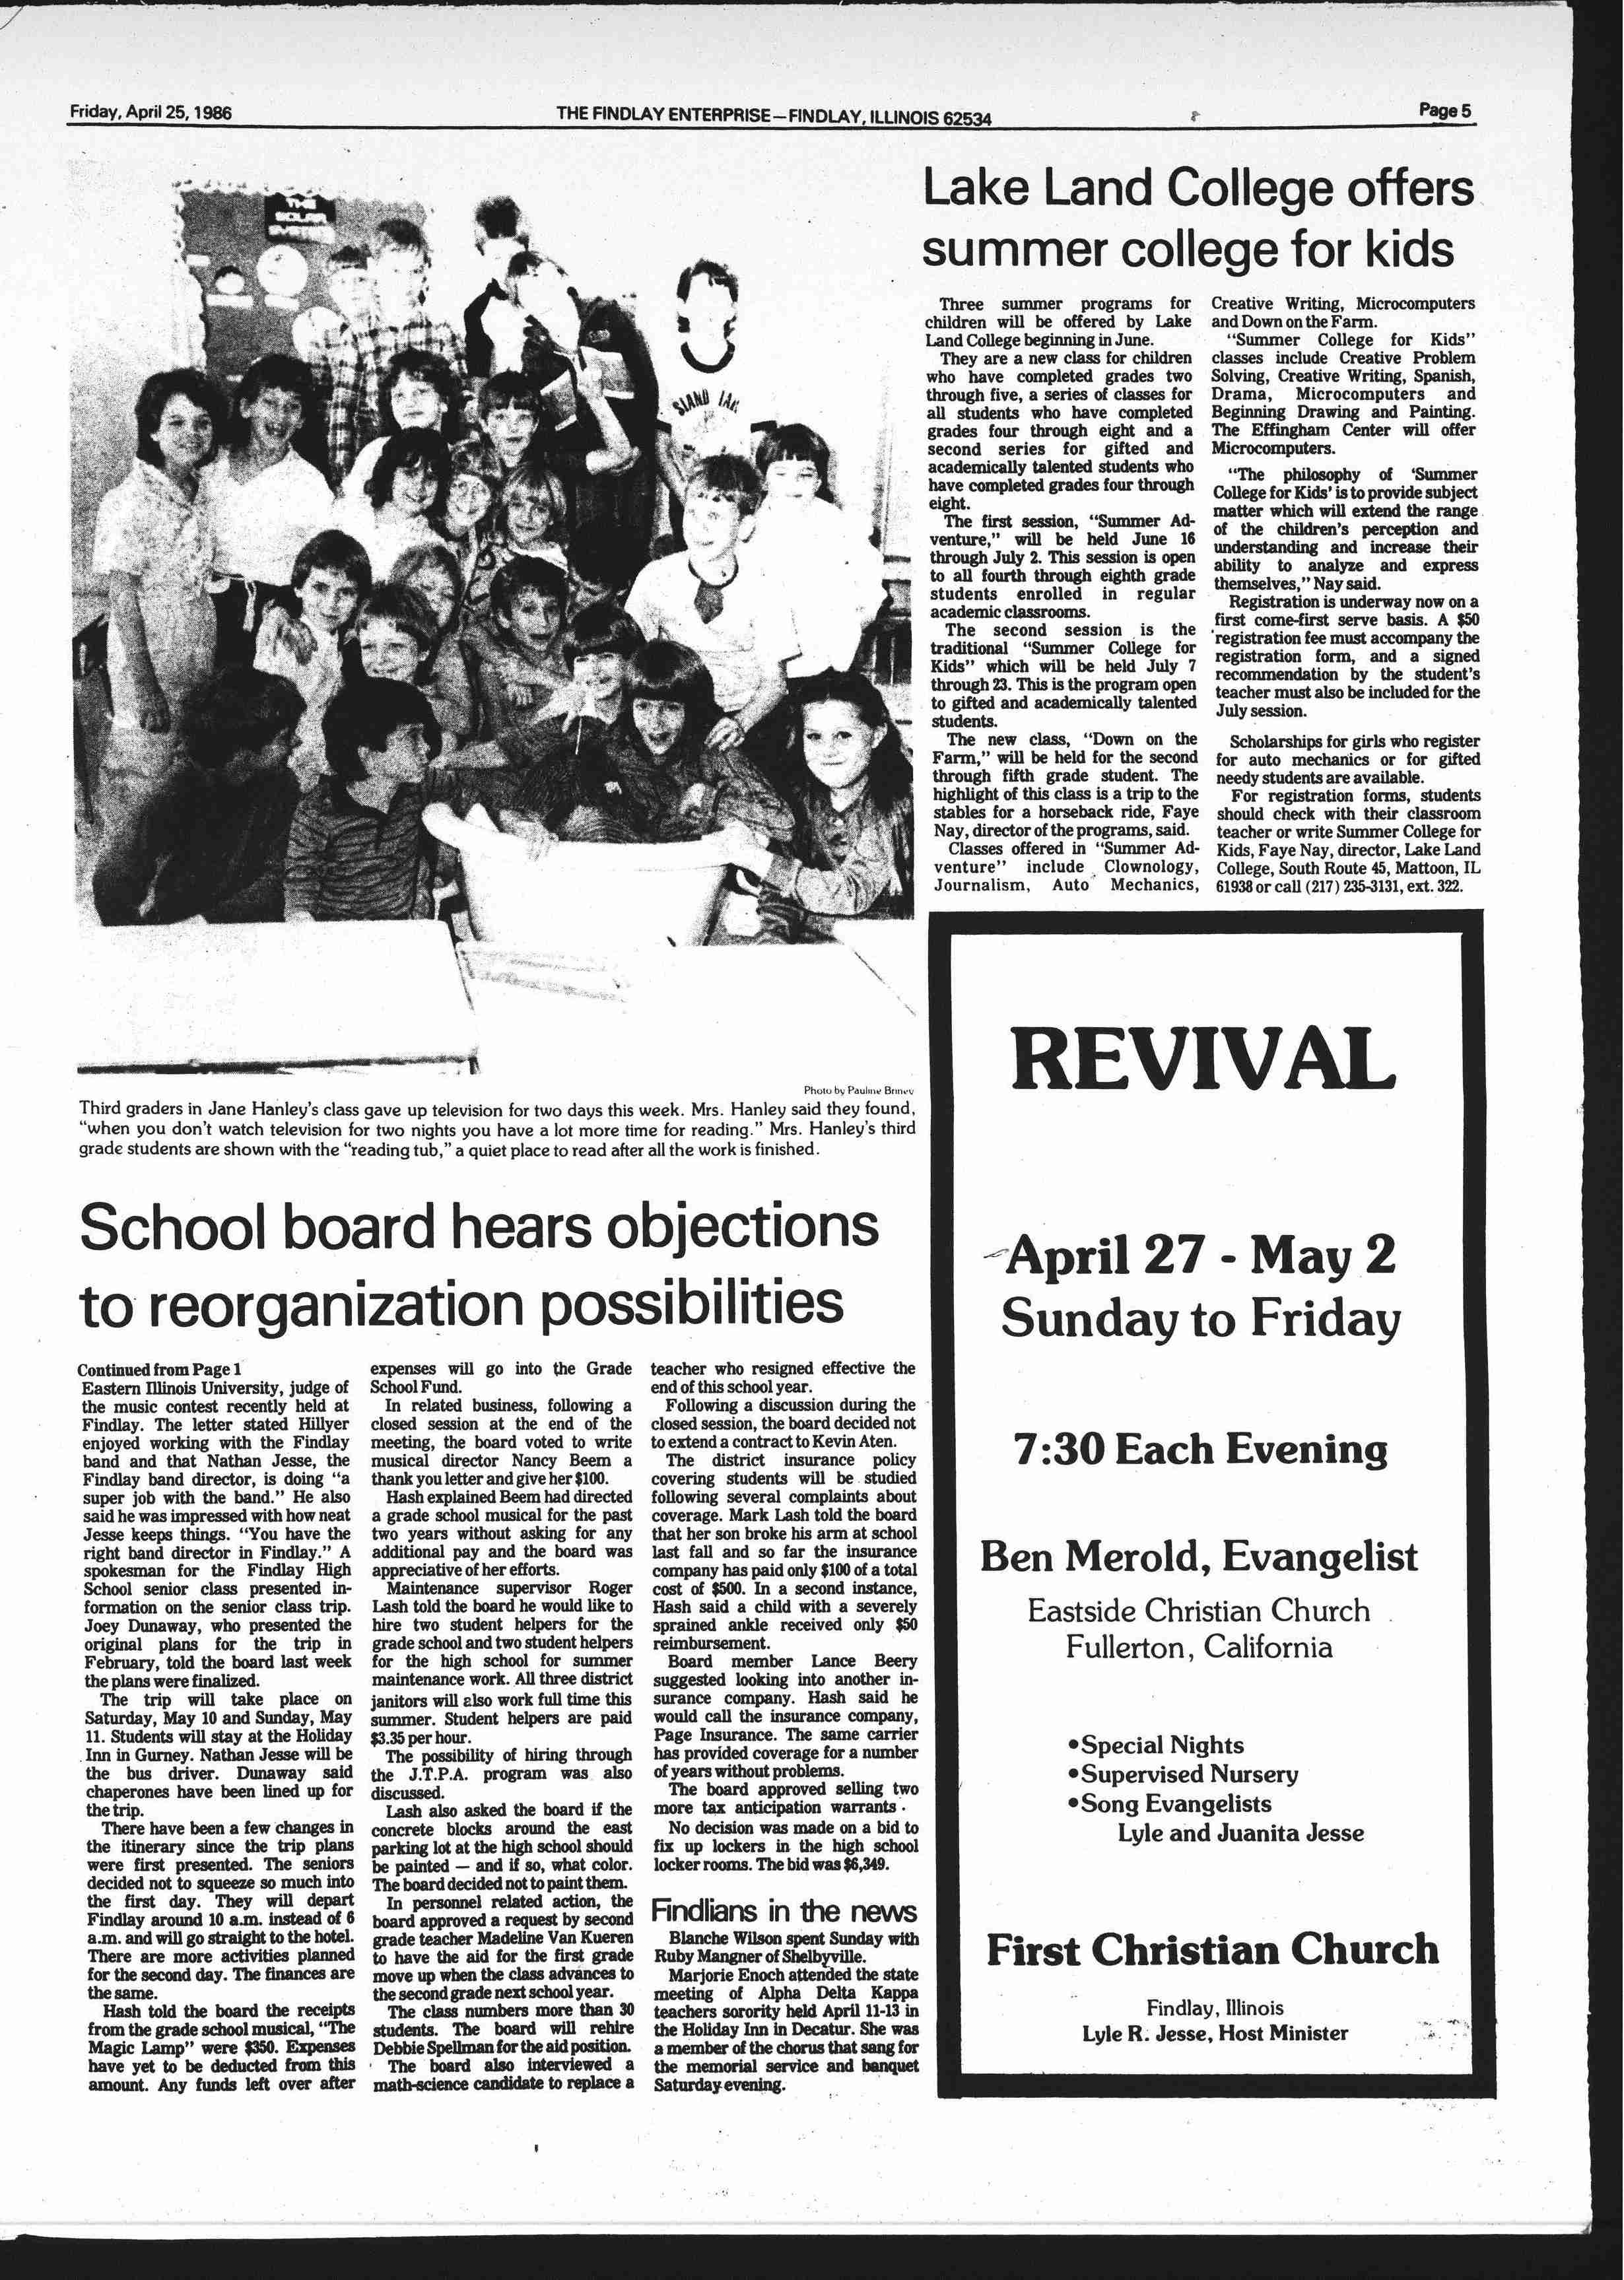 Friday, April 25, 1986
THE FINDLAY ENTERPRISE—FINDLAY, ILLINOIS 62534
Page 5
THE
SOLAR
SYSTEM
Photo by Pauline Briney
Third graders in Jane Hanley's class gave up television for two days this week. Mrs. Hanley said they found,
"when you don't watch television for two nights you have a lot more time for reading." Mrs. Hanley's third
grade students are shown with the "reading tub," a quiet place to read after all the work is finished.
Lake Land College offers
summer college for kids
Three summer programs for
children will be offered by Lake
Land College beginning in June.
They are a new class for children
who have completed grades two
through five, a series of classes for
all students who have completed
grades four through eight and a
second series for gifted and
academically talented students who
have completed grades four through
eight.
The first session, "Summer Ad-
venture," will be held June 16
through July 2. This session is open
to all fourth through eighth grade
students enrolled in regular
academic classrooms.
The second session is the
traditional "Summer College for
Kids" which will be held July 7
through 23. This is the program open
to gifted and academically talented
students.
The new class, "Down on the
Farm," will be held for the second
through fifth grade student. The
highlight of this class is a trip to the
stables for a horseback ride, Faye
Nay, director of the programs, said.
Classes offered in "Summer Ad-
venture" include Clownology,
Journalism, Auto Mechanics,
Creative Writing, Microcomputers
and Down on the Farm.
"Summer College for Kids"
classes include Creative Problem
Solving, Creative Writing, Spanish,
Drama, Microcomputers and
Beginning Drawing and Painting.
The Effingham Center will offer
Microcomputers.
"The philosophy of 'Summer
College for Kids' is to provide subject
matter which will extend the range
of the children's perception and
understanding and increase their
ability to analyze and express
themselves," Nay said.
Registration is underway now on a
first come-first serve basis. A $50
registration fee must accompany the
registration form, and a signed
recommendation by the student's
teacher must also be included for the
July session.
Scholarships for girls who register
for auto mechanics or for gifted
needy students are available.
For registration forms, students
should check with their classroom
teacher or write Summer College for
Kids, Faye Nay, director, Lake Land
College, South Route 45, Mattoon, IL
61938 or call (217) 235-3131, ext. 322.
School board hears objections
to reorganization possibilities
Continued from Page 1
Eastern Illinois University, judge of
the music contest recently held at
Findlay. The letter stated Hillyer
enjoyed working with the Findlay
band and that Nathan Jesse, the
Findlay band director, is doing "a
super job with the band." He also
said he was impressed with how neat
Jesse keeps things. "You have the
right band director in Findlay." A
spokesman for the Findlay High
School senior class presented in-
formation on the senior class trip.
Joey Dunaway, who presented the
original plans for the trip in
February, told the board last week
the plans were finalized.
The trip will take place on
Saturday, May 10 and Sunday, May
11. Students will stay at the Holiday
Inn in Gurney. Nathan Jesse will be
the bus driver. Dunaway said
chaperones have been lined up for
the trip.
There have been a few changes in
the itinerary since the trip plans
were first presented. The seniors
decided not to squeeze so much into
the first day. They will depart
Findlay around 10 a.m. instead of 6
a.m. and will go straight to the hotel.
There are more activities planned
for the second day. The finances are
the same.
Hash told the board the receipts
from the grade school musical, "The
Magic Lamp" were $350. Expenses
have yet to be deducted from this
amount. Any funds left over after
expenses will go into the Grade
School Fund.
In related business, following a
closed session at the end of the
meeting, the board voted to write
musical director Nancy Beem a
thank you letter and give her $100.
Hash explained Beem had directed
a grade school musical for the past
two years without asking for any
additional pay and the board was
appreciative of her efforts.
Maintenance supervisor Roger
Lash told the board he would like to
hire two student helpers for the
grade school and two student helpers
for the high school for summer
maintenance work. All three district
janitors will also work full time this
summer. Student helpers are paid
$3.35 per hour.
The possibility of hiring through
the J.T.P.A. program was also
discussed.
Lash also asked the board if the
concrete blocks around the east
parking lot at the high school should
be painted — and if so, what color.
The board decided not to paint them.
In personnel related action, the
board approved a request by second
grade teacher Madeline Van Kueren
to have the aid for the first grade
move up when the class advances to
the second grade next school year.
The class numbers more than 30
students. The board will rehire
Debbie Spellman for the aid position.
The board also interviewed a
math-science candidate to replace a
teacher who resigned effective the
end of this school year.
Following a discussion during the
closed session, the board decided not
to extend a contract to Kevin Aten.
The district insurance policy
covering students will be studied
following several complaints about
coverage. Mark Lash told the board
that her son broke his arm at school
last fall and so far the insurance
company has paid only $100 of a total
cost of $500. In a second instance,
Hash said a child with a severely
sprained ankle received only $50
reimbursement.
Board member Lance Beery
suggested looking into another in-
surance company. Hash said he
would call the insurance company,
Page Insurance. The same carrier
has provided coverage for a number
of years without problems.
The board approved selling two
more tax anticipation warrants.
No decision was made on a bid to
fix up lockers in the high school
locker rooms. The bid was $6,349.
Findlians in the news
Blanche Wilson spent Sunday with
Ruby Mangner of Shelbyville.
Marjorie Enoch attended the state
meeting of Alpha Delta Kappa
teachers sorority held April 11-13 in
the Holiday Inn in Decatur. She was
a member of the chorus that sang for
the memorial service and banquet
Saturday evening.
REVIVAL
April 27 - May 2
Sunday to Friday
7:30 Each Evening
Ben Merold, Evangelist
Eastside Christian Church
Fullerton, California
•Special Nights
•Supervised Nursery
•Song Evangelists
Lyle and Juanita Jesse
First Christian Church
Findlay, Illinois
Lyle R. Jesse, Host Minister